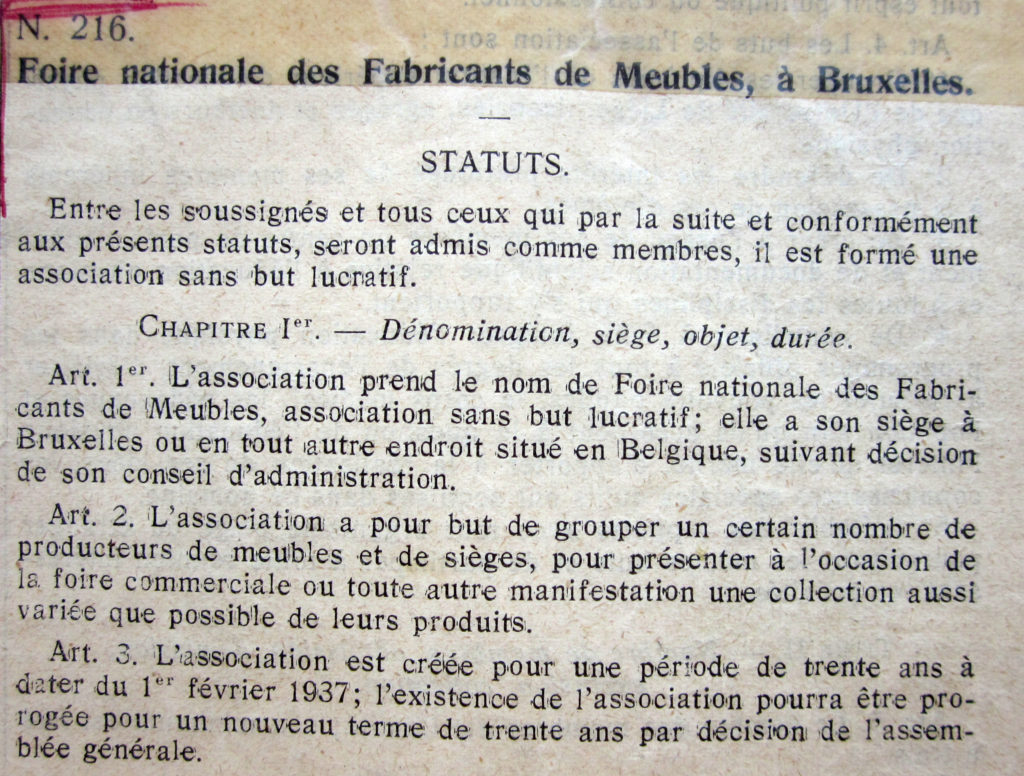 N. 216.
Foire nationale des Fabricants de Meubles, à Bruxelles.
—
STATUTS.
Entre les soussignés et tous ceux qui par la suite et conformément
aux présents statuts, seront admis comme membres, il est formé une
association sans but lucratif.
CHAPITRE Ier. — Dénomination, siège, objet, durée.
Art. 1er. L'association prend le nom de Foire nationale des Fabri-
cants de Meubles, association sans but lucratif; elle a son siège à
Bruxelles ou en tout autre endroit situé en Belgique, suivant décision
de son conseil d'administration.
Art. 2. L'association a pour but de grouper un certain nombre de
producteurs de meubles et de sièges, pour présenter à l'occasion de
la foire commerciale ou toute autre manifestation une collection aussi
variée que possible de leurs produits.
Art. 3. L'association est créée pour une période de trente ans à
dater du 1er février 1937; l'existence de l'association pourra être pro-
rogée pour un nouveau terme de trente ans par décision de l'assem-
blée générale.